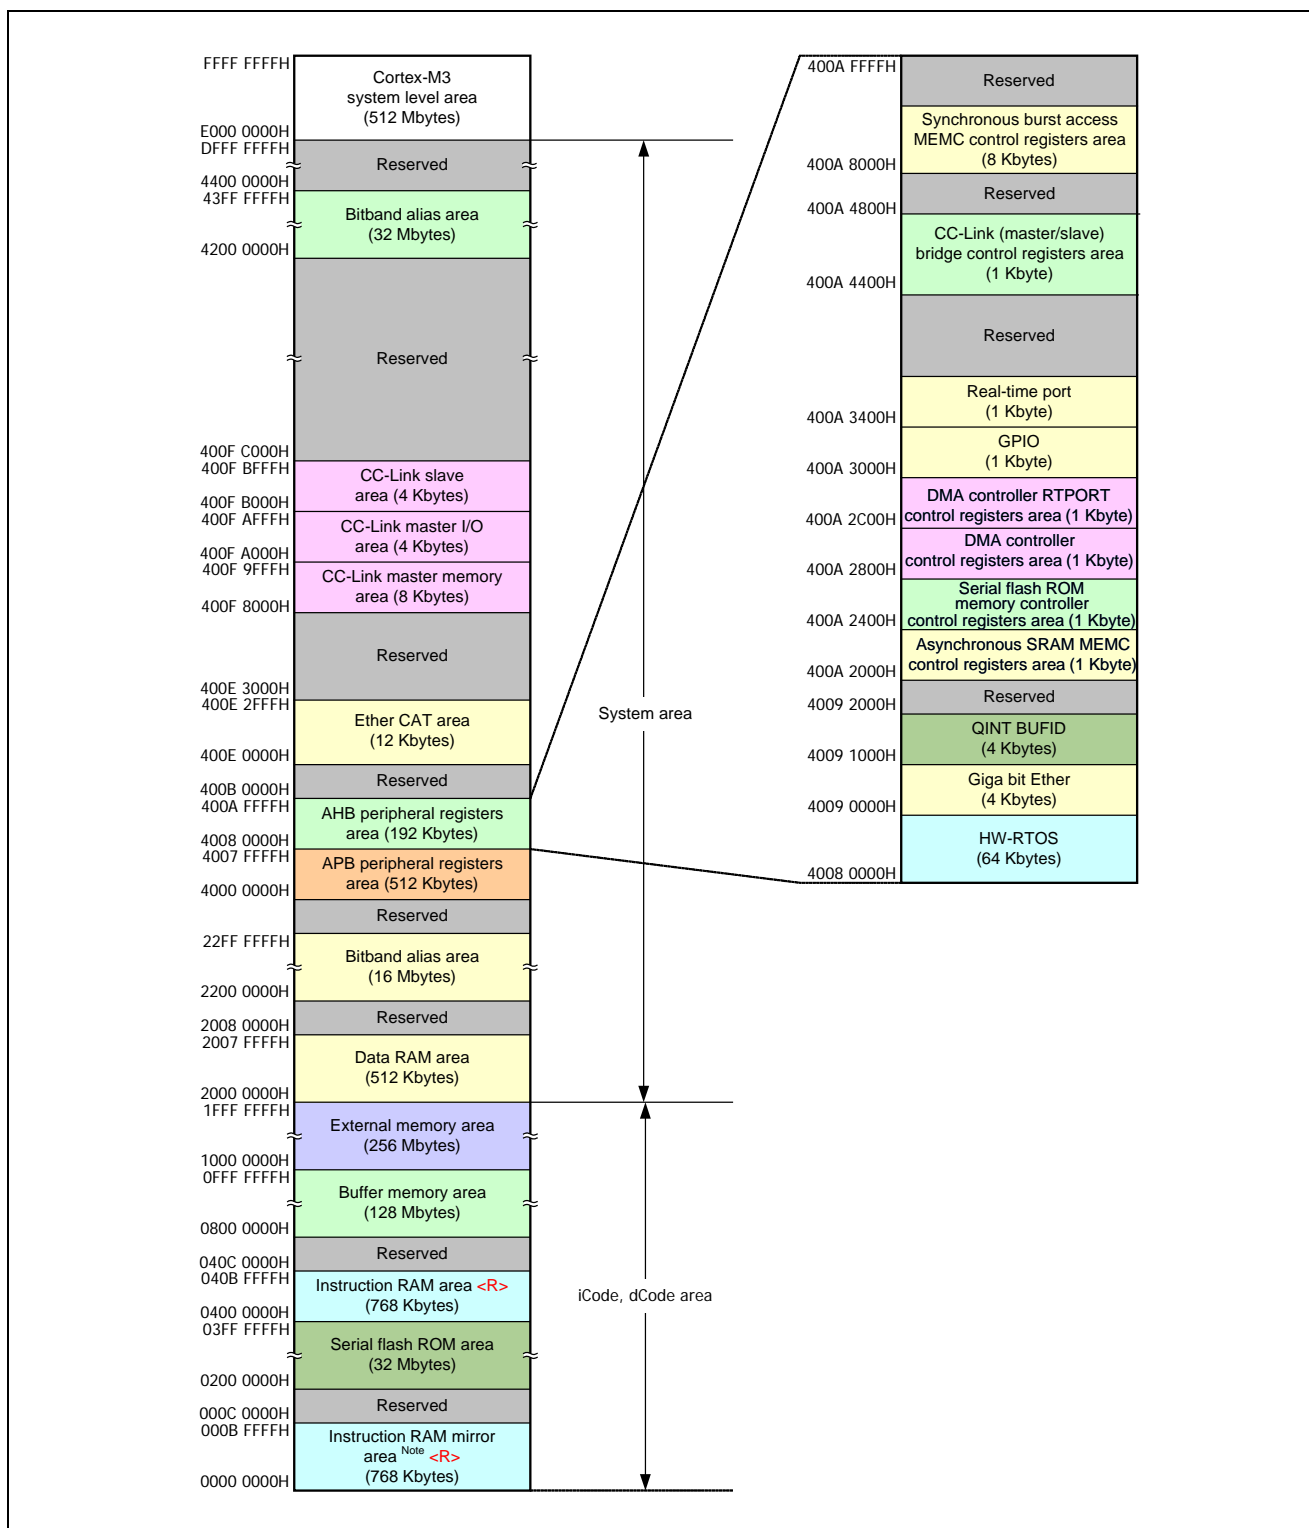 FFFF FFFFH
Cortex-M3
system level area
(512 Mbytes)
E000 0000H
DFFF FFFFH
Reserved
4400 0000H
43FF FFFFH
Bitband alias area
(32 Mbytes)
4200 0000H
Reserved
400F C000H
400F BFFFH
CC-Link slave
area (4 Kbytes)
400F B000H
400F AFFFH
CC-Link master I/O
area (4 Kbytes)
400F A000H
400F 9FFFH
CC-Link master memory
area (8 Kbytes)
400F 8000H
Reserved
400E 3000H
400E 2FFFH
Ether CAT area
(12 Kbytes)
400E 0000H
Reserved
400B 0000H
400A FFFFH
AHB peripheral registers
area (192 Kbytes)
4008 0000H
4007 FFFFH
APB peripheral registers
area (512 Kbytes)
4000 0000H
Reserved
22FF FFFFH
Bitband alias area
(16 Mbytes)
2200 0000H
Reserved
2008 0000H
2007 FFFFH
Data RAM area
(512 Kbytes)
2000 0000H
1FFF FFFFH
External memory area
(256 Mbytes)
1000 0000H
0FFF FFFFH
Buffer memory area
(128 Mbytes)
0800 0000H
Reserved
040C 0000H
040B FFFFH
Instruction RAM area <R>
(768 Kbytes)
0400 0000H
03FF FFFFH
Serial flash ROM area
(32 Mbytes)
0200 0000H
Reserved
000C 0000H
000B FFFFH
Instruction RAM mirror
area Note <R>
(768 Kbytes)
0000 0000H
System area
iCode, dCode area
400A FFFFH
Reserved
Synchronous burst access
MEMC control registers area
(8 Kbytes)
400A 8000H
Reserved
400A 4800H
CC-Link (master/slave)
bridge control registers area
(1 Kbyte)
400A 4400H
Reserved
Real-time port
(1 Kbyte)
400A 3400H
GPIO
(1 Kbyte)
400A 3000H
DMA controller RTPORT
control registers area (1 Kbyte)
400A 2C00H
DMA controller
control registers area (1 Kbyte)
400A 2800H
Serial flash ROM
memory controller
control registers area (1 Kbyte)
400A 2400H
Asynchronous SRAM MEMC
control registers area (1 Kbyte)
400A 2000H
Reserved
4009 2000H
QINT BUFID
(4 Kbytes)
4009 1000H
Giga bit Ether
(4 Kbytes)
4009 0000H
HW-RTOS
(64 Kbytes)
4008 0000H